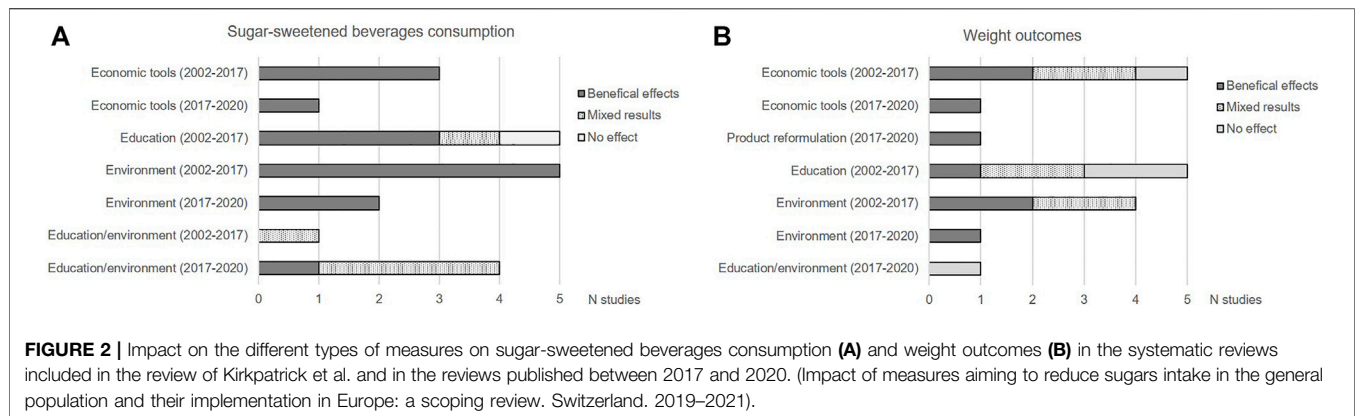 A
Sugar-sweetened beverages consumption
Economic tools (2002-2017)
Economic tools (2017-2020)
Education (2002-2017)
Environment (2002-2017)
Environment (2017-2020)
Education/environment (2002-2017)
Education/environment (2017-2020)
0 1 2 3 4 5 N studies
Benefical effects
Mixed results
No effect
B
Weight outcomes
Economic tools (2002-2017)
Economic tools (2017-2020)
Product reformulation (2017-2020)
Education (2002-2017)
Environment (2002-2017)
Environment (2017-2020)
Education/environment (2017-2020)
0 1 2 3 4 5 N studies
Benefical effects
Mixed results
No effect
FIGURE 2 | Impact on the different types of measures on sugar-sweetened beverages consumption (A) and weight outcomes (B) in the systematic reviews
included in the review of Kirkpatrick et al. and in the reviews published between 2017 and 2020. (Impact of measures aiming to reduce sugars intake in the general
population and their implementation in Europe: a scoping review. Switzerland. 2019–2021).